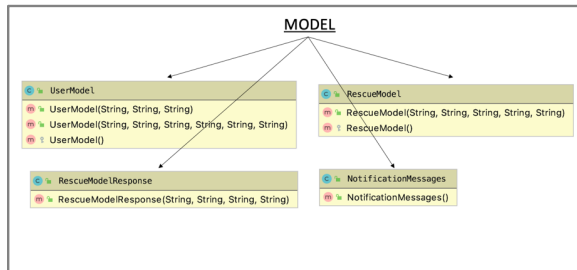 MODEL
UserModel
UserModel(String, String, String)
UserModel(String, String, String, String, String, String)
UserModel()
RescueModel
RescueModel(String, String, String, String, String)
RescueModel()
RescueModelResponse
RescueModelResponse(String, String, String, String)
NotificationMessages
NotificationMessages()